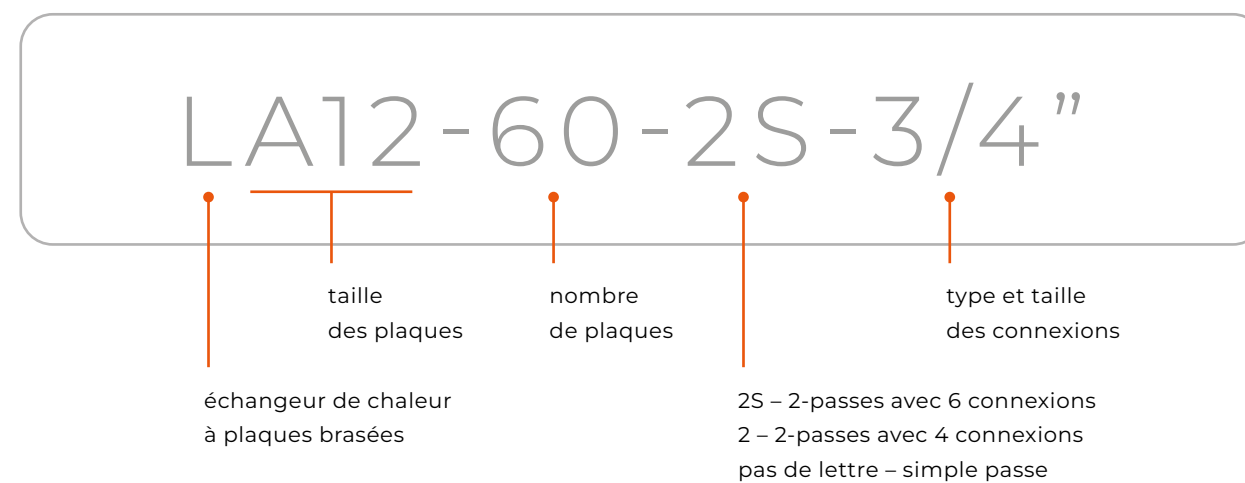 LA12-60-2S-3/4”
taille
des plaques
nombre
de plaques
type et taille
des connexions
échangeur de chaleur
à plaques brasées
2S – 2-passes avec 6 connexions
2 – 2-passes avec 4 connexions
pas de lettre – simple passe